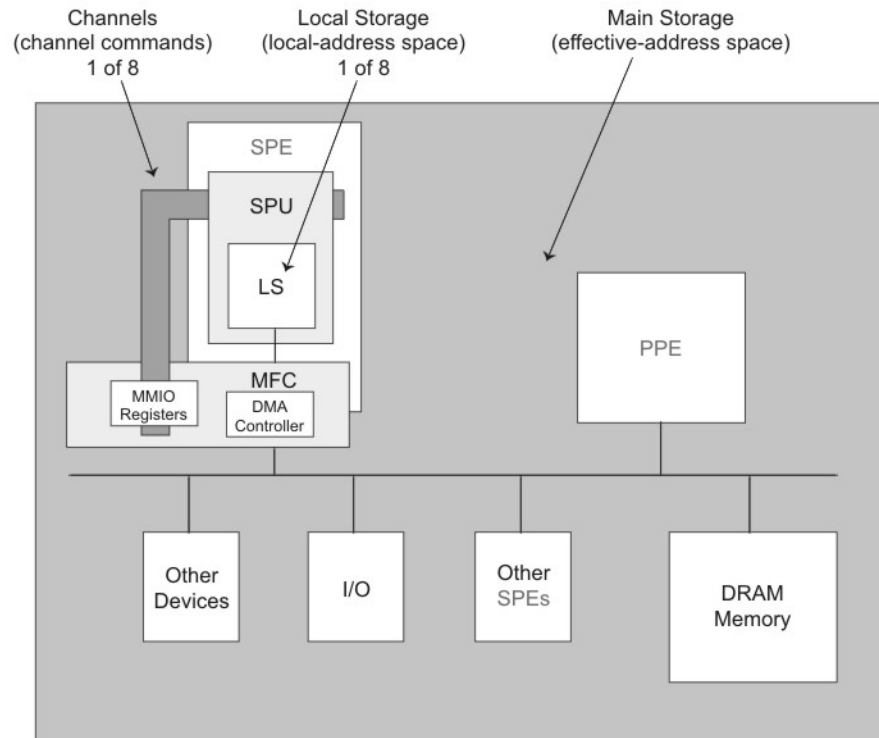 Channels
(channel commands)
1 of 8
Local Storage
(local-address space)
1 of 8
Main Storage
(effective-address space)
SPE
SPU
LS
PPE
MFC
MMIO
Registers
DMA
Controller
Other
Devices
I/O
Other
SPEs
DRAM
Memory